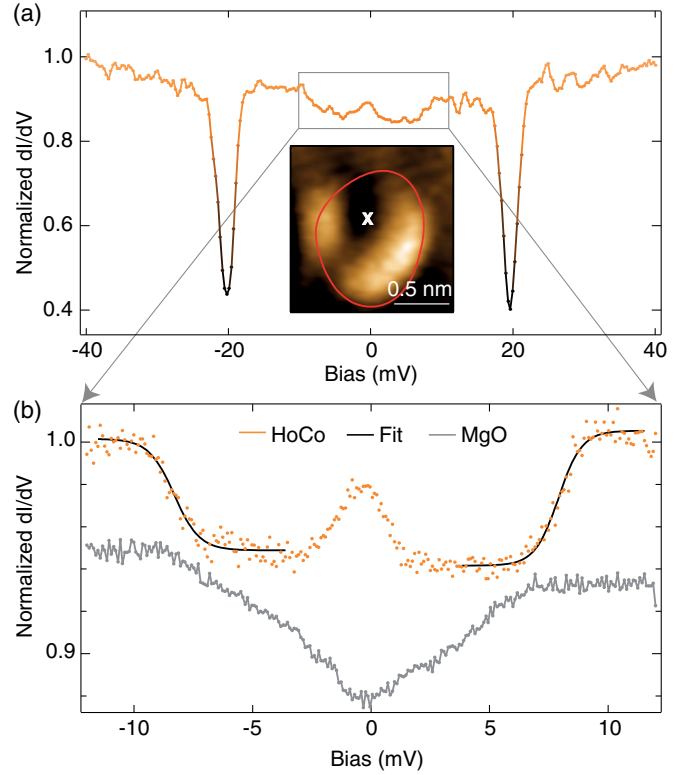 (a)
1.0
0.8
0.6
0.4
Normalized dI/dV
x
0.5 nm
-40 -20 0 20 40
Bias (mV)
(b)
HoCo Fit MgO
1.0
0.9
Normalized dI/dV
-10 -5 0 5 10
Bias (mV)